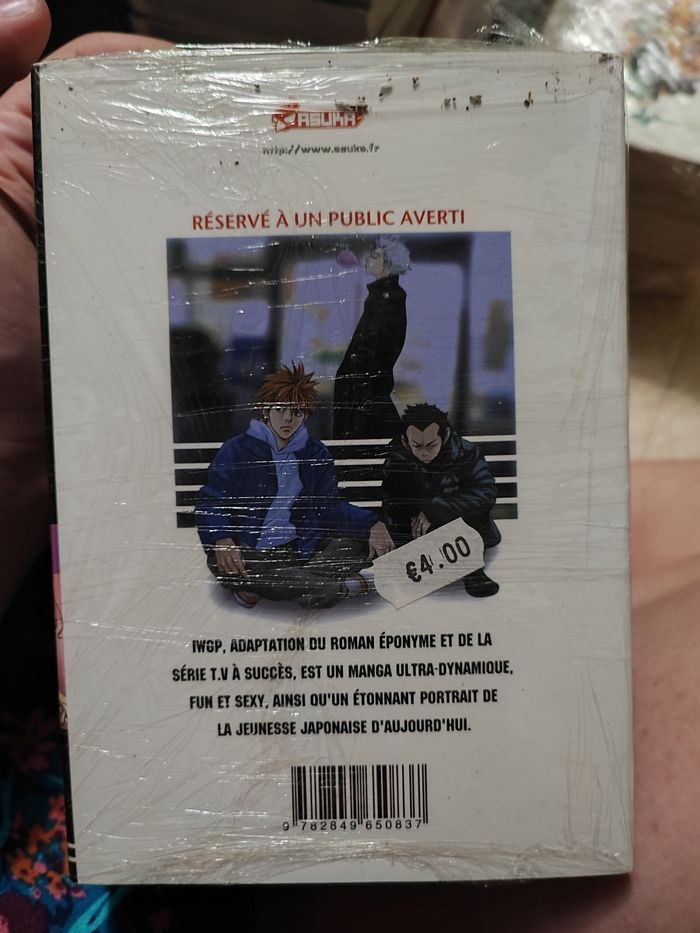 ASUKA
http://www.asuka.fr
RÉSERVÉ À UN PUBLIC AVERTI
€4.00
IWGP, ADAPTATION DU ROMAN ÉPONYME ET DE LA
SÉRIE T.V À SUCCÈS, EST UN MANGA ULTRA-DYNAMIQUE,
FUN ET SEXY, AINSI QU'UN ÉTONNANT PORTRAIT DE
LA JEUNESSE JAPONAISE D'AUJOURD'HUI.
9 782849 650837